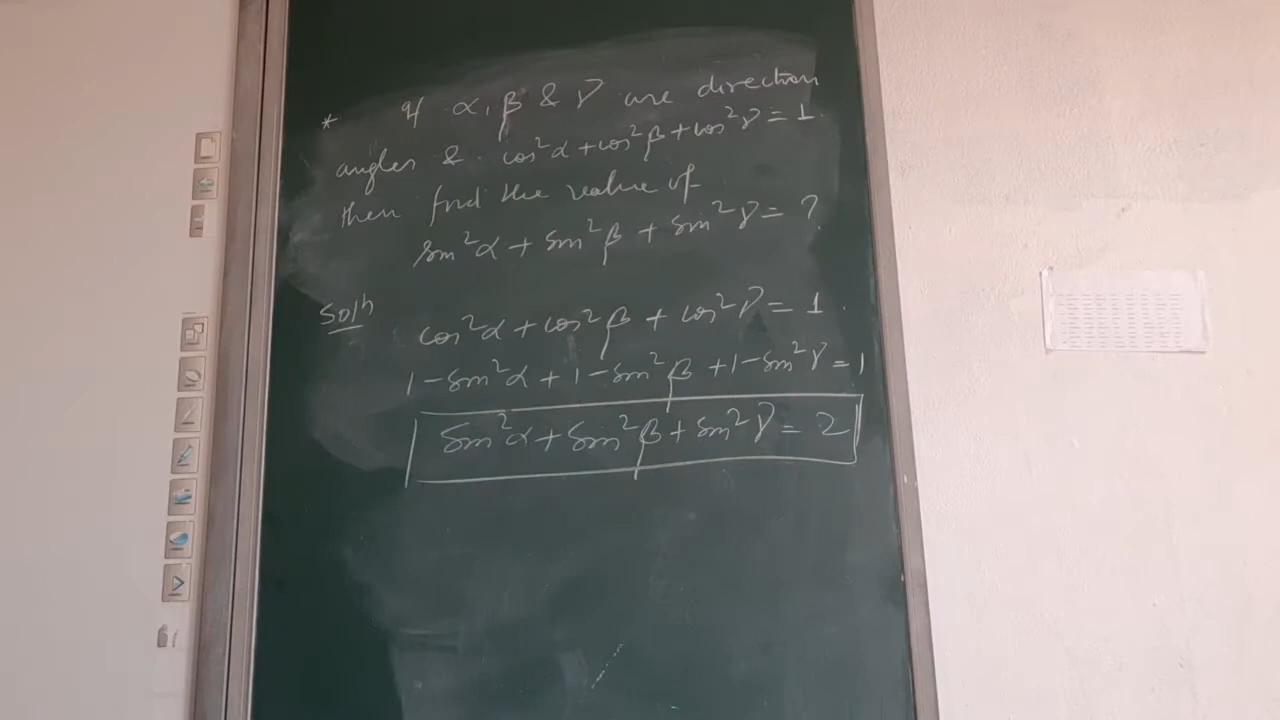 * If α, β & γ are direction
angles & cos²α + cos²β + cos²γ = 1.
then find the value of
sin²α + sin²β + sin²γ = ?
Solh
cos²α + cos²β + cos²γ = 1.
1 - sin²α + 1 - sin²β + 1 - sin²γ = 1
sin²α + sin²β + sin²γ = 2